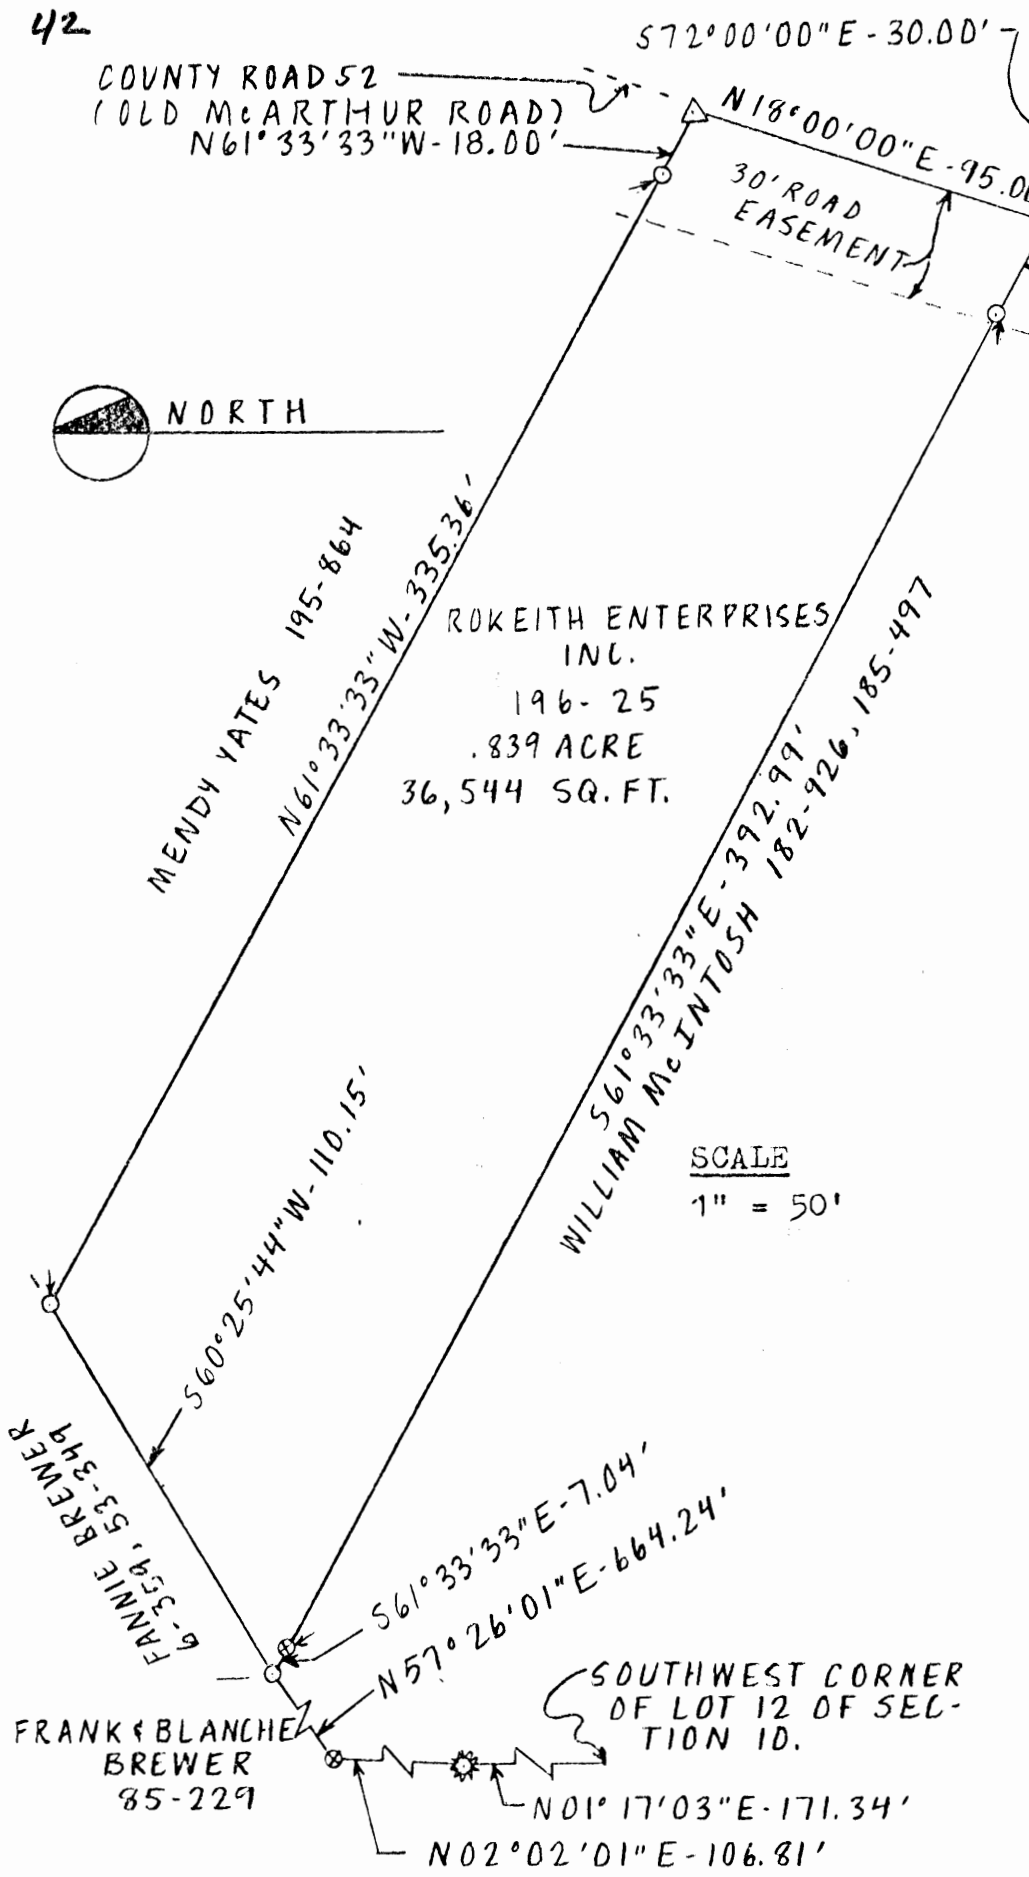 42
S72°00'00"E-30.00'
COUNTY ROAD 52
(OLD McARTHUR ROAD)
N61°33'33"W-18.00'
N18°00'00"E-95.00
30' ROAD
EASEMENT
NORTH
MENDY YATES 195-864
N61°33'33"W-335.36'
ROKEITH ENTERPRISES
INC.
196-25
.839 ACRE
36,544 SQ. FT.
S61°33'33"E-392.99'
WILLIAM McINTOSH 182-926, 185-497
SCALE
1" = 50'
S60°25'44"W-110.15'
FANNIE BREWER
6-359, 53-349
S61°33'33"E-7.04'
N57°26'01"E-664.24'
SOUTHWEST CORNER
OF LOT 12 OF SEC-
TION 10.
FRANK & BLANCHE
BREWER
85-229
N01°17'03"E-171.34'
N02°02'01"E-106.81'